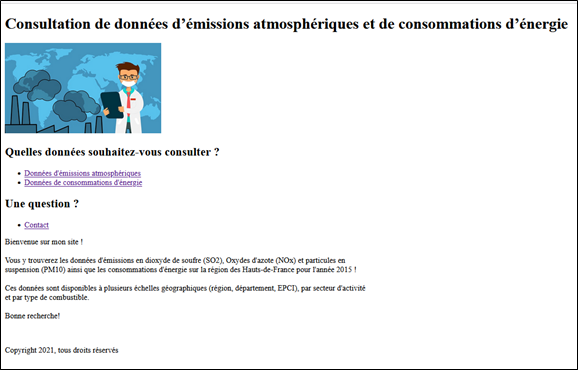 Consultation de données d’émissions atmosphériques et de consommations d’énergie
Quelles données souhaitez-vous consulter ?
Données d'émissions atmosphériques
Données de consommations d'énergie
Une question ?
Contact
Bienvenue sur mon site !
Vous y trouverez les données d'émissions en dioxyde de soufre (SO2), Oxydes d'azote (NOx) et particules en
suspension (PM10) ainsi que les consommations d'énergie sur la région des Hauts-de-France pour l'année 2015 !
Ces données sont disponibles à plusieurs échelles géographiques (région, département, EPCI), par secteur d'activité
et par type de combustible.
Bonne recherche!
Copyright 2021, tous droits réservés